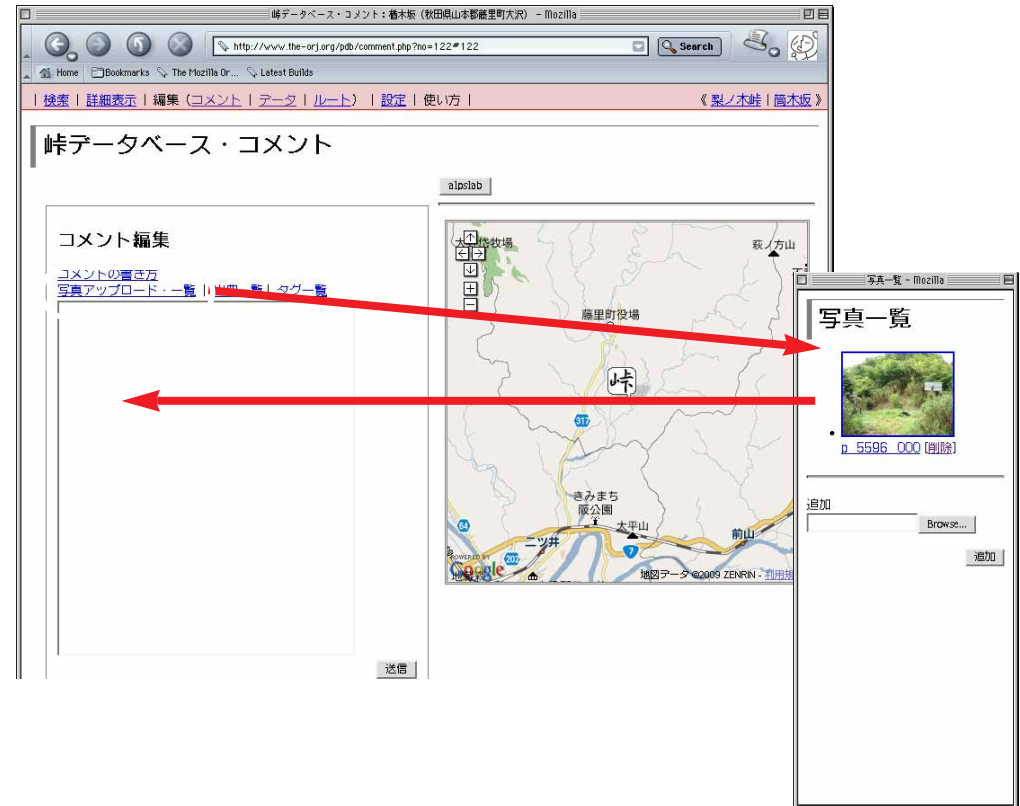 峠データベース・コメント：楢木坂（秋田県山本郡藤里町大沢） - Mozilla
http://www.the-orj.org/pdb/comment.php?no=122#122
Search
Home Bookmarks The Mozilla Or... Latest Builds
| 検索 | 詳細表示 | 編集（コメント | データ | ルート） | 設定 | 使い方 |
《 梨ノ木峠 | 筒木坂 》
峠データベース・コメント
alpslab
コメント編集
コメントの書き方
写真アップロード・一覧 | 出典一覧 | タグ一覧
送信
岱牧場
萩ノ方山
藤里町役場
峠
317
きみまち
阪公園
64
太平山
二ツ井
前山
7
202
POWERED BY
Google
地図データ ©2009 ZENRIN - 利用規
写真一覧 - Mozilla
写真一覧
p_5596_000 [削除]
追加
Browse...
追加